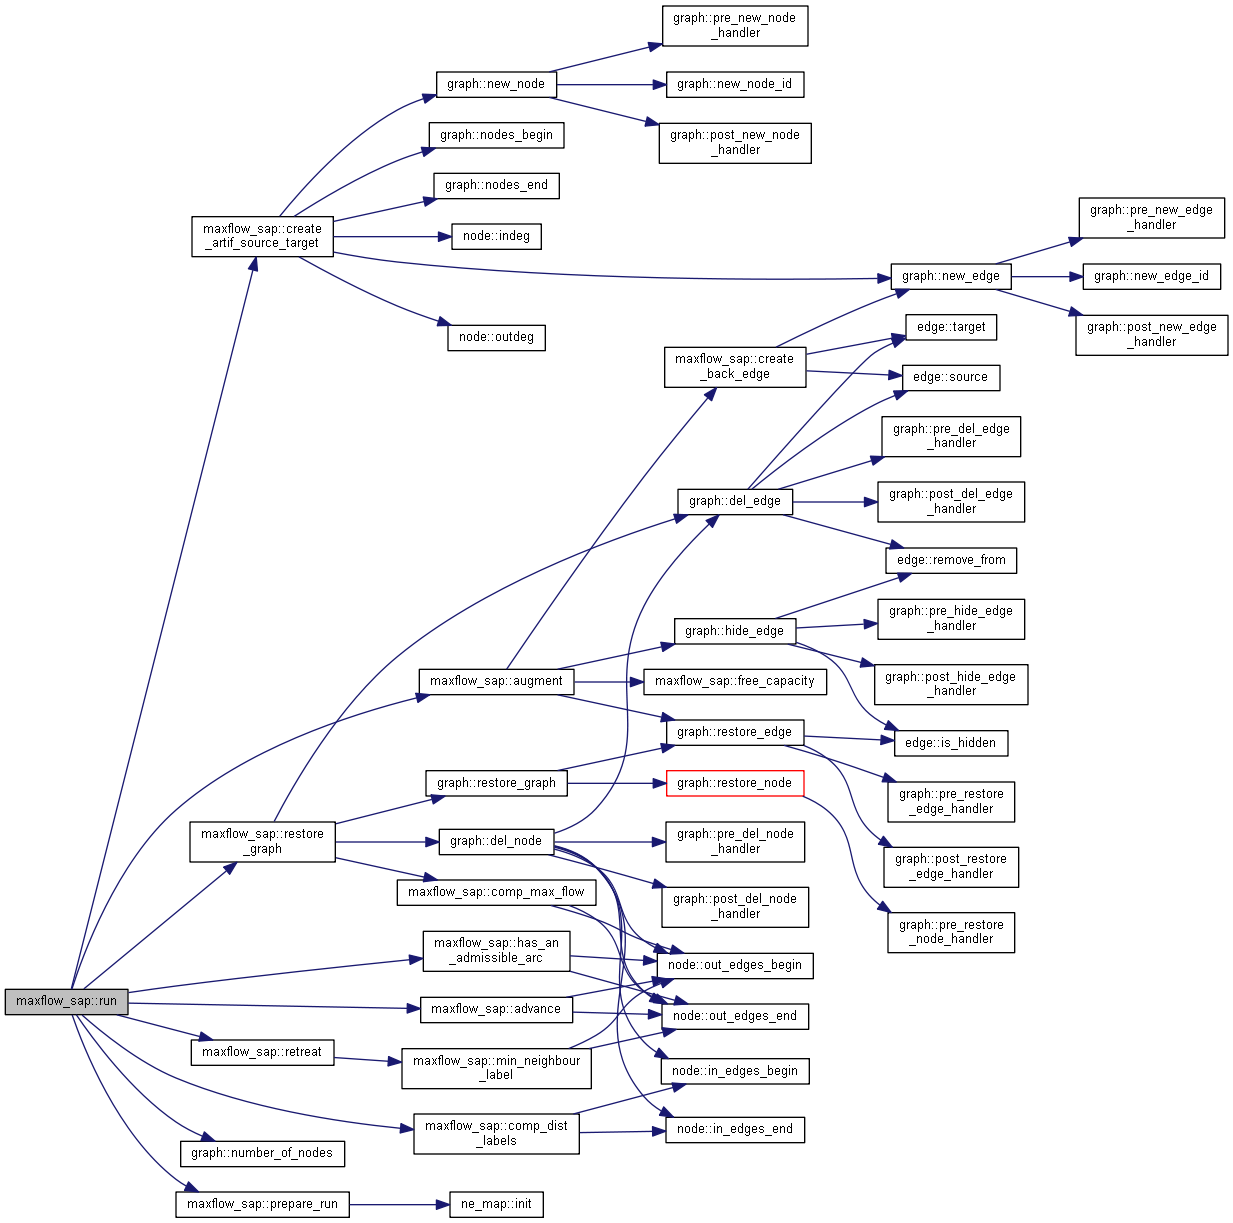 graph::pre_new_node
_handler
graph::new_node
graph::new_node_id
graph::nodes_begin
graph::post_new_node
_handler
graph::nodes_end
maxflow_sap::create
_artif_source_target
node::indeg
graph::pre_new_edge
_handler
graph::new_edge
graph::new_edge_id
node::outdeg
edge::target
graph::post_new_edge
_handler
maxflow_sap::create
_back_edge
edge::source
graph::pre_del_edge
_handler
graph::del_edge
graph::post_del_edge
_handler
edge::remove_from
graph::hide_edge
graph::pre_hide_edge
_handler
maxflow_sap::augment
maxflow_sap::free_capacity
graph::post_hide_edge
_handler
graph::restore_edge
edge::is_hidden
graph::restore_graph
graph::restore_node
graph::pre_restore
_edge_handler
maxflow_sap::restore
_graph
graph::del_node
graph::pre_del_node
_handler
graph::post_restore
_edge_handler
maxflow_sap::comp_max_flow
graph::post_del_node
_handler
graph::pre_restore
_node_handler
maxflow_sap::has_an
_admissible_arc
node::out_edges_begin
maxflow_sap::run
maxflow_sap::advance
node::out_edges_end
maxflow_sap::retreat
maxflow_sap::min_neighbour
_label
node::in_edges_begin
maxflow_sap::comp_dist
_labels
node::in_edges_end
graph::number_of_nodes
maxflow_sap::prepare_run
ne_map::init